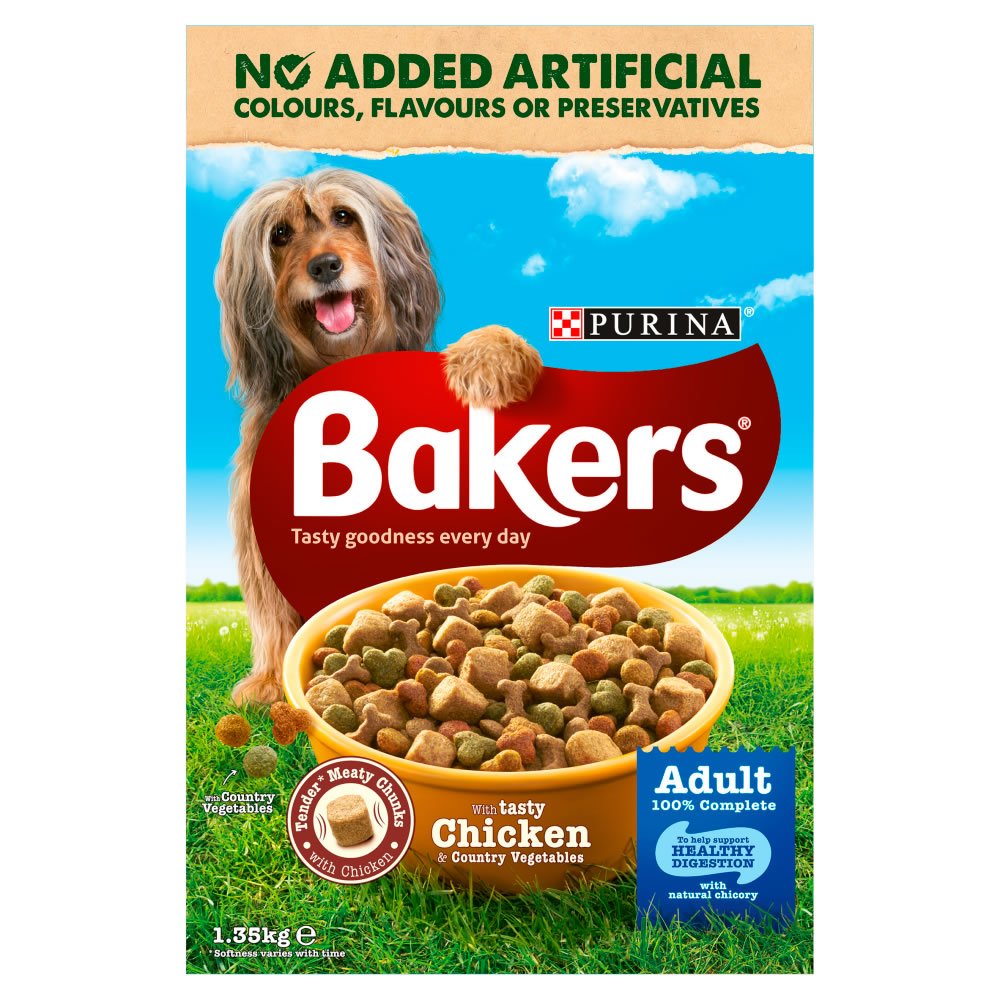 NO ADDED ARTIFICIAL
COLOURS, FLAVOURS OR PRESERVATIVES
PURINA®
Bakers®
Tasty goodness every day
With Country
Vegetables
Tender* Meaty Chunks
with Chicken
With tasty
Chicken
& Country Vegetables
Adult
100% Complete
To help support
HEALTHY
DIGESTION
with
natural chicory
1.35kg e
*Softness varies with time